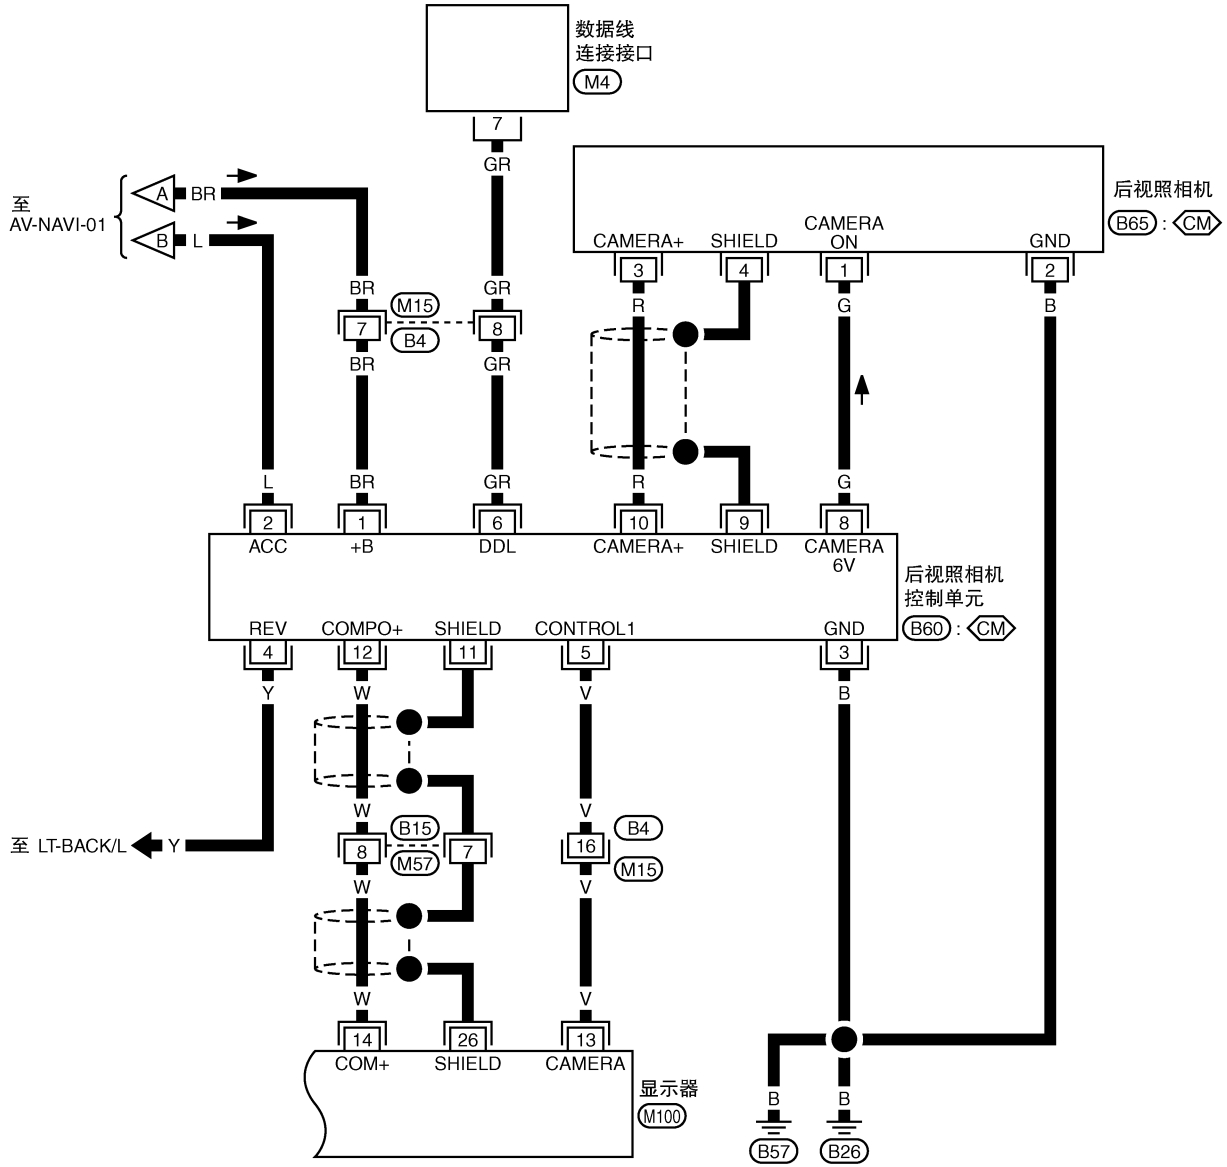 数据线
连接接口
M4
7
GR
至
AV-NAVI-01
A BR
B L
后视照相机
B65 : CM
CAMERA+ SHIELD CAMERA ON GND
3 4 1 2
R G B
BR GR
M15
7 8
B4
BR GR
L BR GR R G
2 1 6 10 9 8
ACC +B DDL CAMERA+ SHIELD CAMERA 6V
后视照相机
控制单元
B60 : CM
REV COMPO+ SHIELD CONTROL1 GND
4 12 11 5 3
Y W V B
W V
B15 B4
8 7 16
M57 M15
至 LT-BACK/L Y
W V
W V
14 26 13
COM+ SHIELD CAMERA
显示器
M100
B B
B57 B26